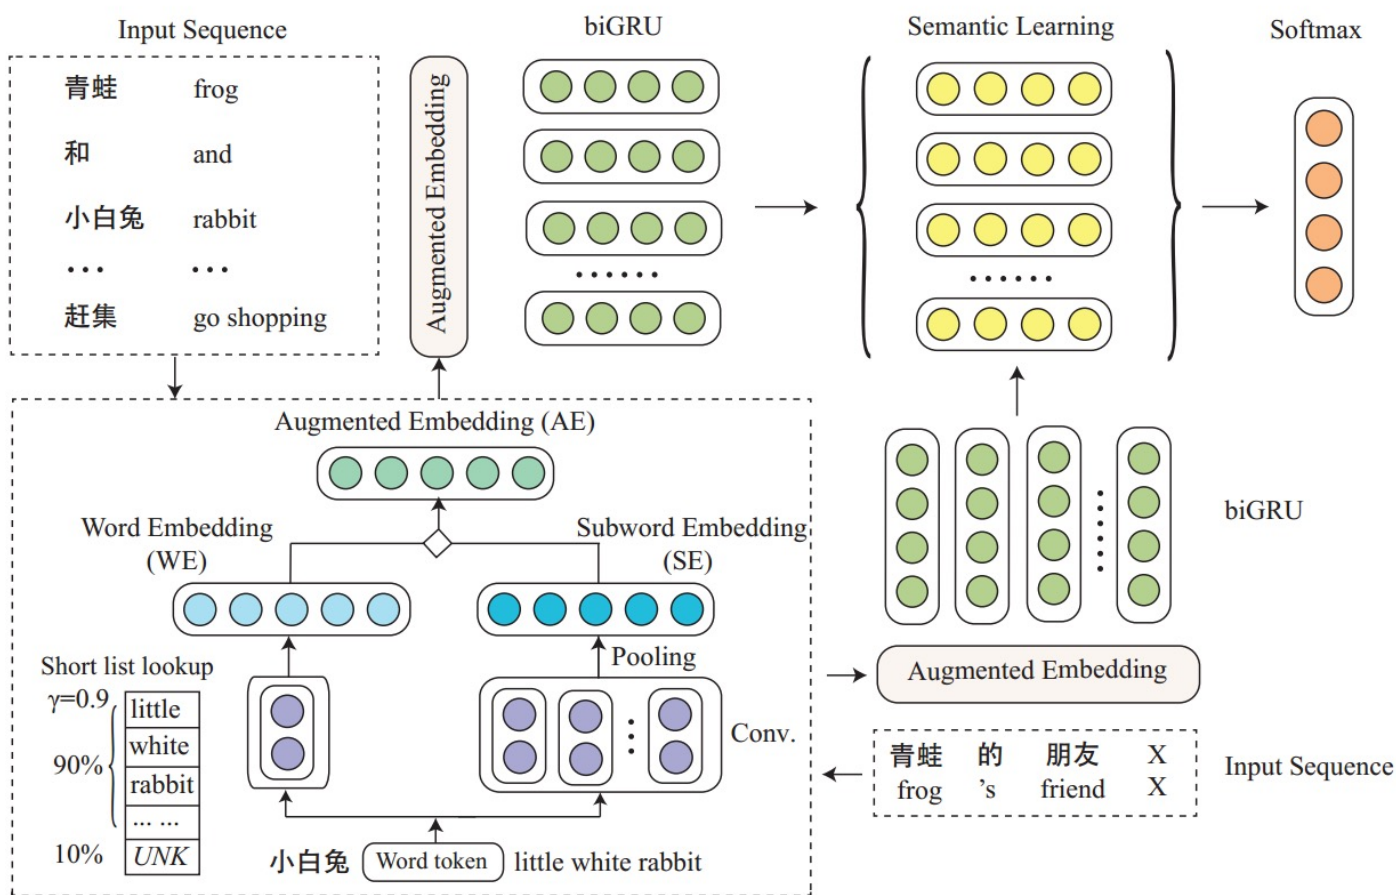 Input Sequence
青蛙 frog
和 and
小白兔 rabbit
... ...
赶集 go shopping
Augmented Embedding
biGRU
......
Semantic Learning
......
Softmax
Augmented Embedding (AE)
Word Embedding
(WE)
Subword Embedding
(SE)
Short list lookup
γ=0.9
little
white
90%
rabbit
... ...
10%
UNK
Pooling
Conv.
小白兔 Word token little white rabbit
biGRU
Augmented Embedding
青蛙 的 朋友 X
frog 's friend X
Input Sequence